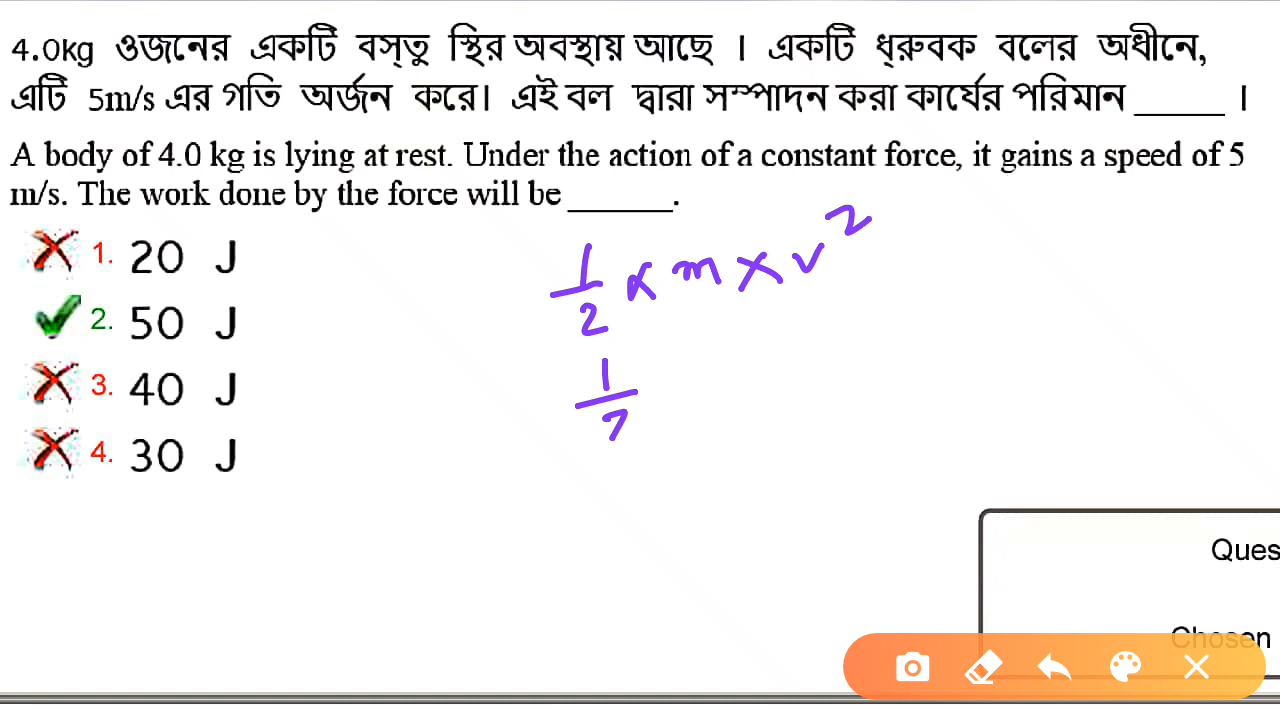 4.0kg ওজনের একটি বস্তু স্থির অবস্থায় আছে । একটি ধ্রুবক বলের অধীনে,
এটি 5m/s এর গতি অর্জন করে। এই বল দ্বারা সম্পাদন করা কার্যের পরিমান ______ ।
A body of 4.0 kg is lying at rest. Under the action of a constant force, it gains a speed of 5
m/s. The work done by the force will be ______.
1. 20 J
2. 50 J
3. 40 J
4. 30 J
1/2 × m × v²
1/2
Ques
Chosen